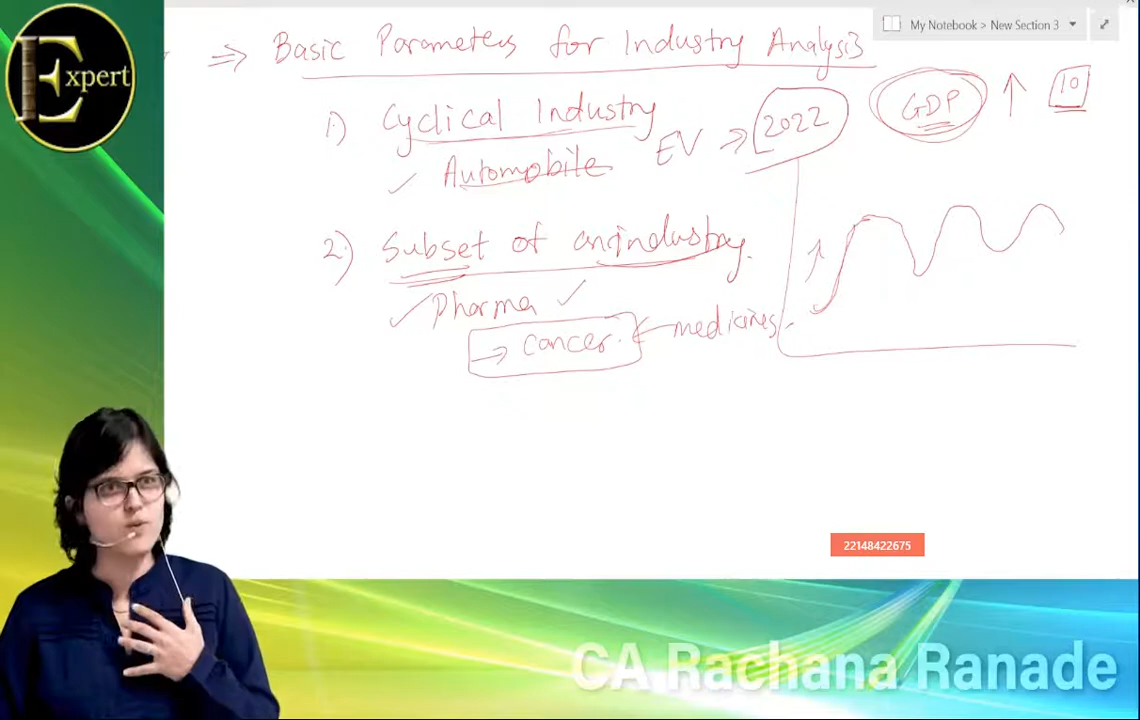 Expert
My Notebook > New Section 3
⇒ Basic Parameters for Industry Analysis
1) Cyclical Industry
Automobile EV → 2022 GDP ↑ 10
2) Subset of an industry.
Pharma
→ cancer. ← medicines.
22148422675
CA Rachana Ranade